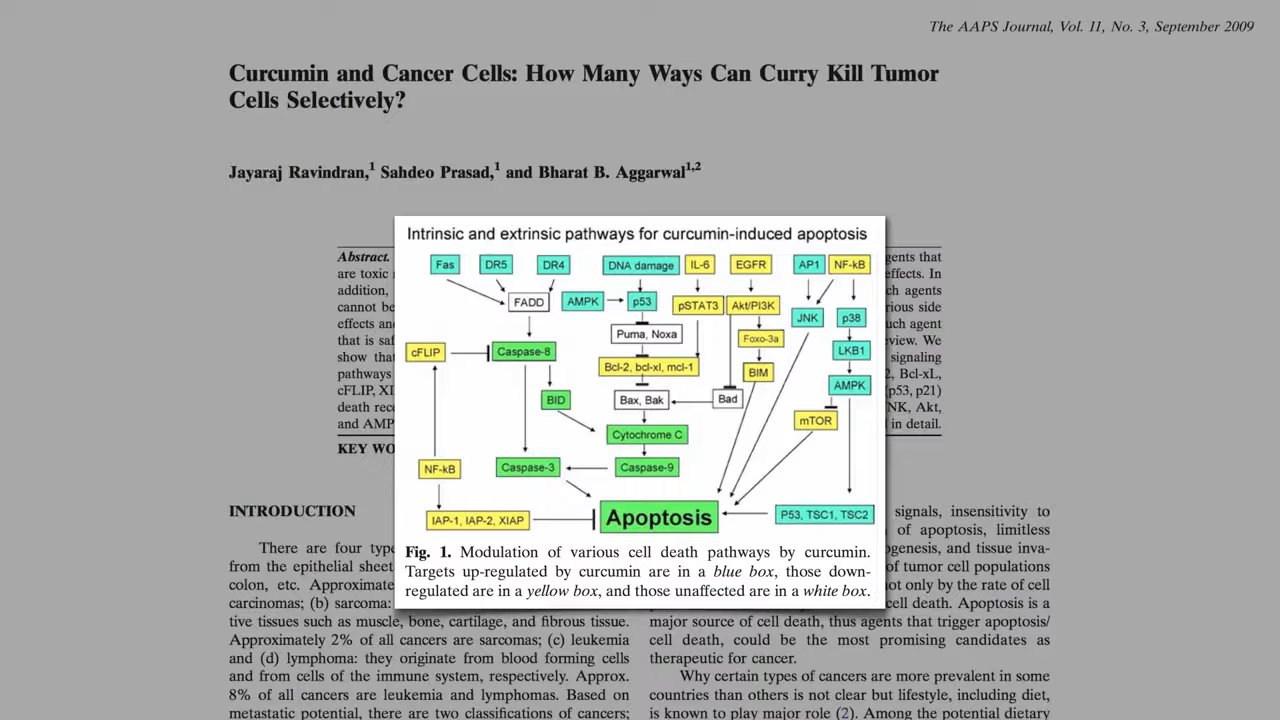 The AAPS Journal, Vol. 11, No. 3, September 2009
Curcumin and Cancer Cells: How Many Ways Can Curry Kill Tumor
Cells Selectively?
Jayaraj Ravindran,1 Sahdeo Prasad,1 and Bharat B. Aggarwal1,2
Intrinsic and extrinsic pathways for curcumin-induced apoptosis
Fas DR5 DR4 DNA damage IL-6 EGFR AP1 NF-kB
FADD AMPK p53 pSTAT3 Akt/PI3K JNK p38
Puma, Noxa Foxo-3a
cFLIP Caspase-8 LKB1
Bcl-2, bcl-xl, mcl-1 BIM
BID Bax, Bak Bad AMPK
Cytochrome C mTOR
NF-kB Caspase-3 Caspase-9
IAP-1, IAP-2, XIAP Apoptosis P53, TSC1, TSC2
Fig. 1. Modulation of various cell death pathways by curcumin.
Targets up-regulated by curcumin are in a blue box, those down-
regulated are in a yellow box, and those unaffected are in a white box.
Abstract. gents that
are toxic effects. In
addition, ch agents
cannot be rious side
effects an uch agent
that is saf view. We
show that signaling
pathways 2, Bcl-xL,
cFLIP, XI (p53, p21)
death rece NK, Akt,
and AMP in detail.
KEY WO
INTRODUCTION
There are four type
from the epithelial sheet
colon, etc. Approximate
carcinomas; (b) sarcoma:
tive tissues such as muscle, bone, cartilage, and fibrous tissue.
Approximately 2% of all cancers are sarcomas; (c) leukemia
and (d) lymphoma: they originate from blood forming cells
and from cells of the immune system, respectively. Approx.
8% of all cancers are leukemia and lymphomas. Based on
metastatic potential, there are two classifications of cancers;
signals, insensitivity to
of apoptosis, limitless
ogenesis, and tissue inva-
of tumor cell populations
not only by the rate of cell
cell death. Apoptosis is a
major source of cell death, thus agents that trigger apoptosis/
cell death, could be the most promising candidates as
therapeutic for cancer.
Why certain types of cancers are more prevalent in some
countries than others is not clear but lifestyle, including diet,
is known to play major role (2). Among the potential dietary